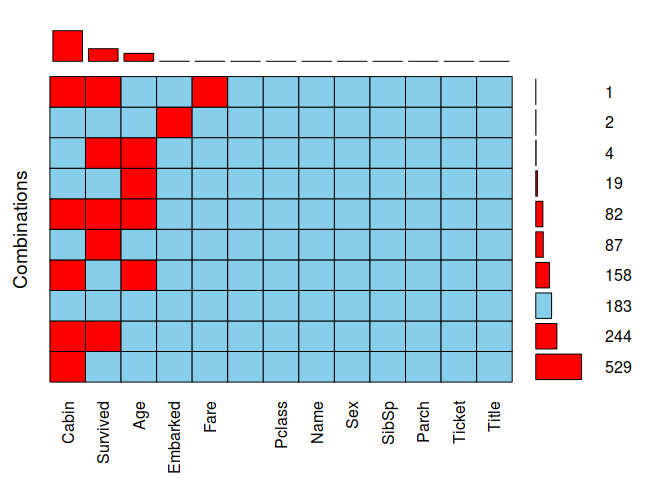 1
2
4
19
82
87
158
183
244
529
Combinations
Cabin
Survived
Age
Embarked
Fare
Pclass
Name
Sex
SibSp
Parch
Ticket
Title